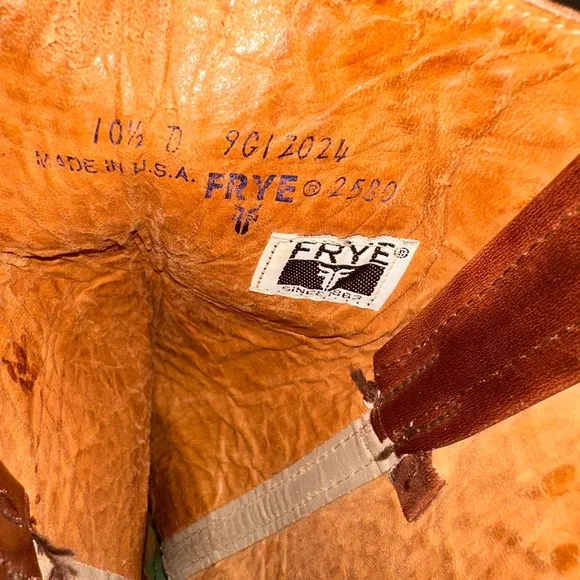 10½ D 9G12024
MADE IN U.S.A. FRYE® 2580
FRYE®
SINCE 1863